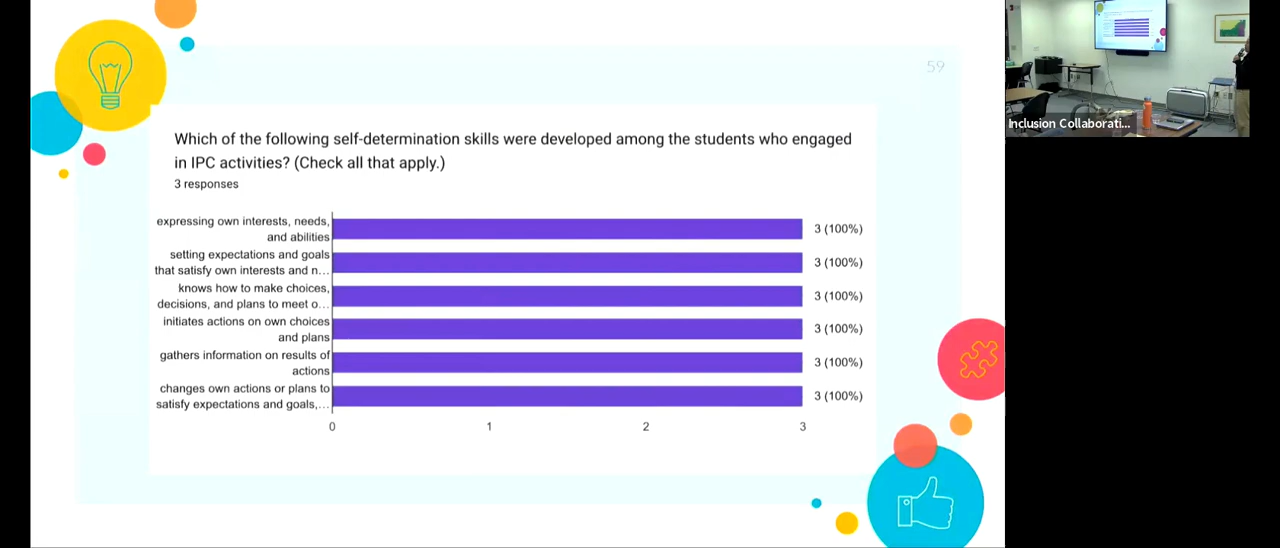 59
Which of the following self-determination skills were developed among the students who engaged
in IPC activities? (Check all that apply.)
3 responses
expressing own interests, needs,
and abilities
3 (100%)
setting expectations and goals
that satisfy own interests and n...
3 (100%)
knows how to make choices,
decisions, and plans to meet o...
3 (100%)
initiates actions on own choices
and plans
3 (100%)
gathers information on results of
actions
3 (100%)
changes own actions or plans to
satisfy expectations and goals,...
3 (100%)
0 1 2 3
Inclusion Collaborati...